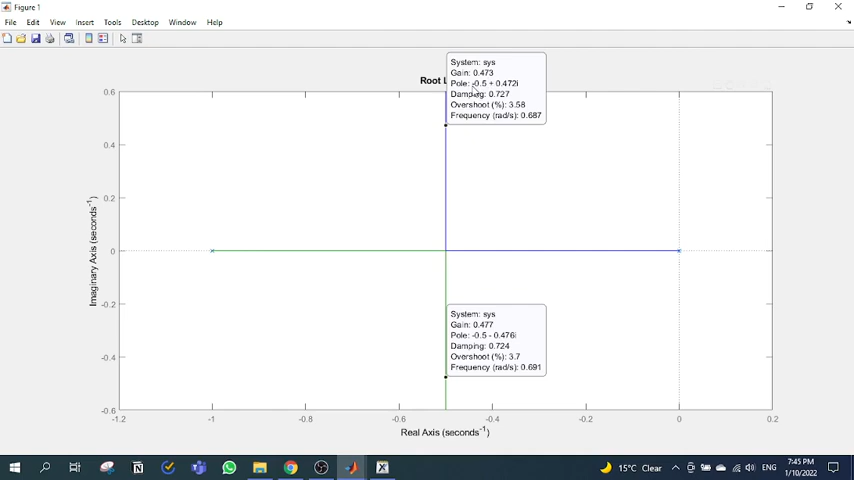 Figure 1
File Edit View Insert Tools Desktop Window Help
Root L
System: sys
Gain: 0.473
Pole: -0.5 + 0.472i
Damping: 0.727
Overshoot (%): 3.58
Frequency (rad/s): 0.687
0.6
0.4
0.2
0
-0.2
-0.4
-0.6
Imaginary Axis (seconds-1)
System: sys
Gain: 0.477
Pole: -0.5 - 0.476i
Damping: 0.724
Overshoot (%): 3.7
Frequency (rad/s): 0.691
-1.2 -1 -0.8 -0.6 -0.4 -0.2 0 0.2
Real Axis (seconds-1)
15°C Clear ENG 7:45 PM
1/10/2022